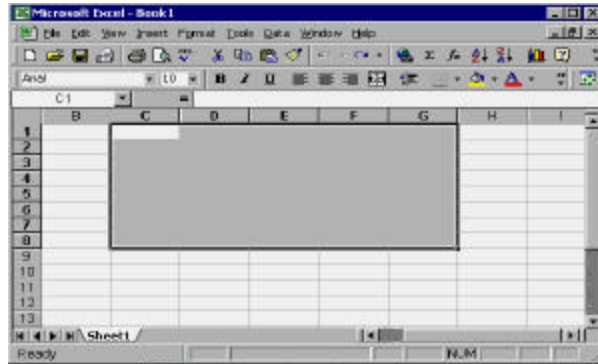 Microsoft Excel - Book1
File Edit View Insert Format Tools Data Window Help
Arial 10 B I U
C1 =
B C D E F G H I
1
2
3
4
5
6
7
8
9
10
11
12
13
Sheet1
Ready NUM